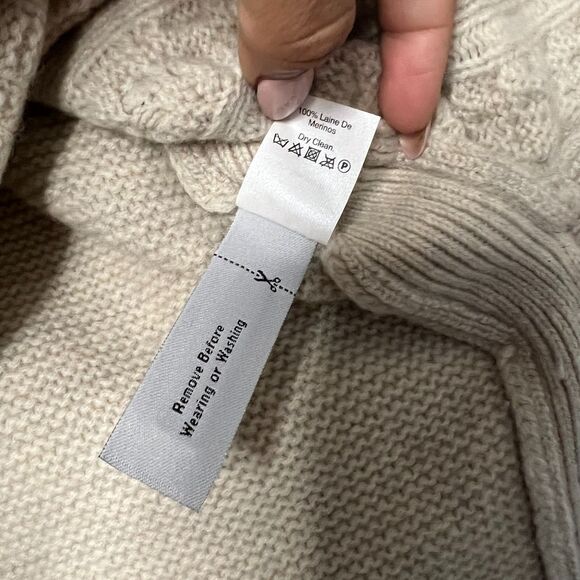 100% Laine De
Merinos
Dry Clean.
P
Remove Before
Wearing or Washing